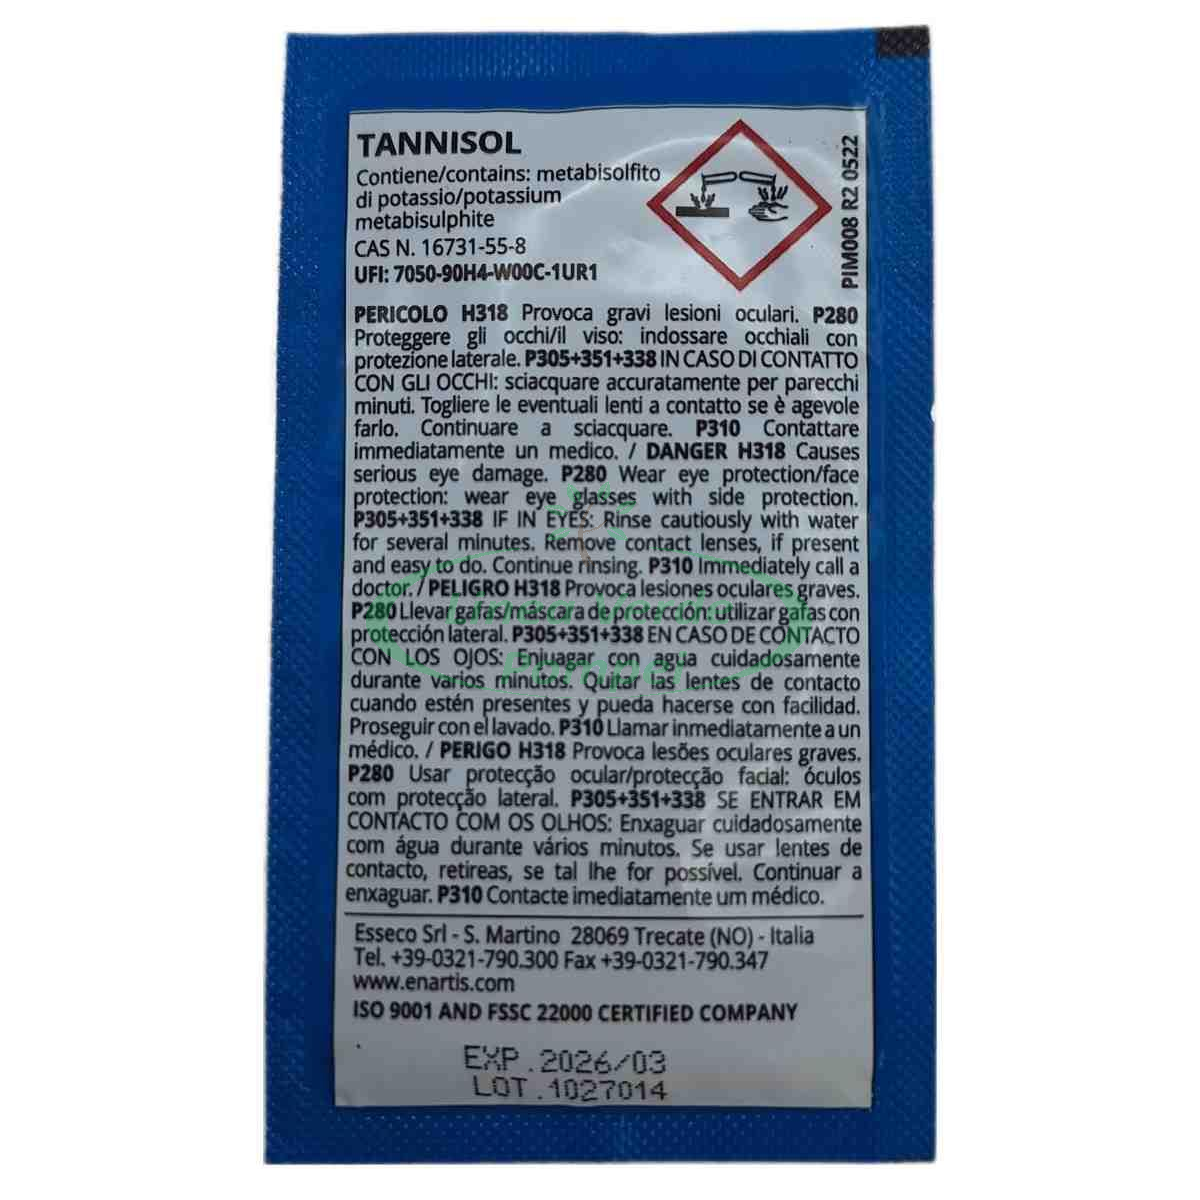 TANNISOL
Contiene/contains: metabisolfito
di potassio/potassium
metabisulphite
CAS N. 16731-55-8
UFI: 7050-90H4-W00C-1UR1
PIM008 R2 0522
PERICOLO H318 Provoca gravi lesioni oculari. P280
Proteggere gli occhi/il viso: indossare occhiali con
protezione laterale. P305+351+338 IN CASO DI CONTATTO
CON GLI OCCHI: sciacquare accuratamente per parecchi
minuti. Togliere le eventuali lenti a contatto se è agevole
farlo. Continuare a sciacquare. P310 Contattare
immediatamente un medico. / DANGER H318 Causes
serious eye damage. P280 Wear eye protection/face
protection: wear eye glasses with side protection.
P305+351+338 IF IN EYES: Rinse cautiously with water
for several minutes. Remove contact lenses, if present
and easy to do. Continue rinsing. P310 Immediately call a
doctor. / PELIGRO H318 Provoca lesiones oculares graves.
P280 Llevar gafas/máscara de protección: utilizar gafas con
protección lateral. P305+351+338 EN CASO DE CONTACTO
CON LOS OJOS: Enjuagar con agua cuidadosamente
durante varios minutos. Quitar las lentes de contacto
cuando estén presentes y pueda hacerse con facilidad.
Proseguir con el lavado. P310 Llamar inmediatamente a un
médico. / PERIGO H318 Provoca lesões oculares graves.
P280 Usar protecção ocular/protecção facial: óculos
com protecção lateral. P305+351+338 SE ENTRAR EM
CONTACTO COM OS OLHOS: Enxaguar cuidadosamente
com água durante vários minutos. Se usar lentes de
contacto, retireas, se tal lhe for possível. Continuar a
enxaguar. P310 Contacte imediatamente um médico.
Esseco Srl - S. Martino 28069 Trecate (NO) - Italia
Tel. +39-0321-790.300 Fax +39-0321-790.347
www.enartis.com
ISO 9001 AND FSSC 22000 CERTIFIED COMPANY
EXP. 2026/03
LOT. 1027014